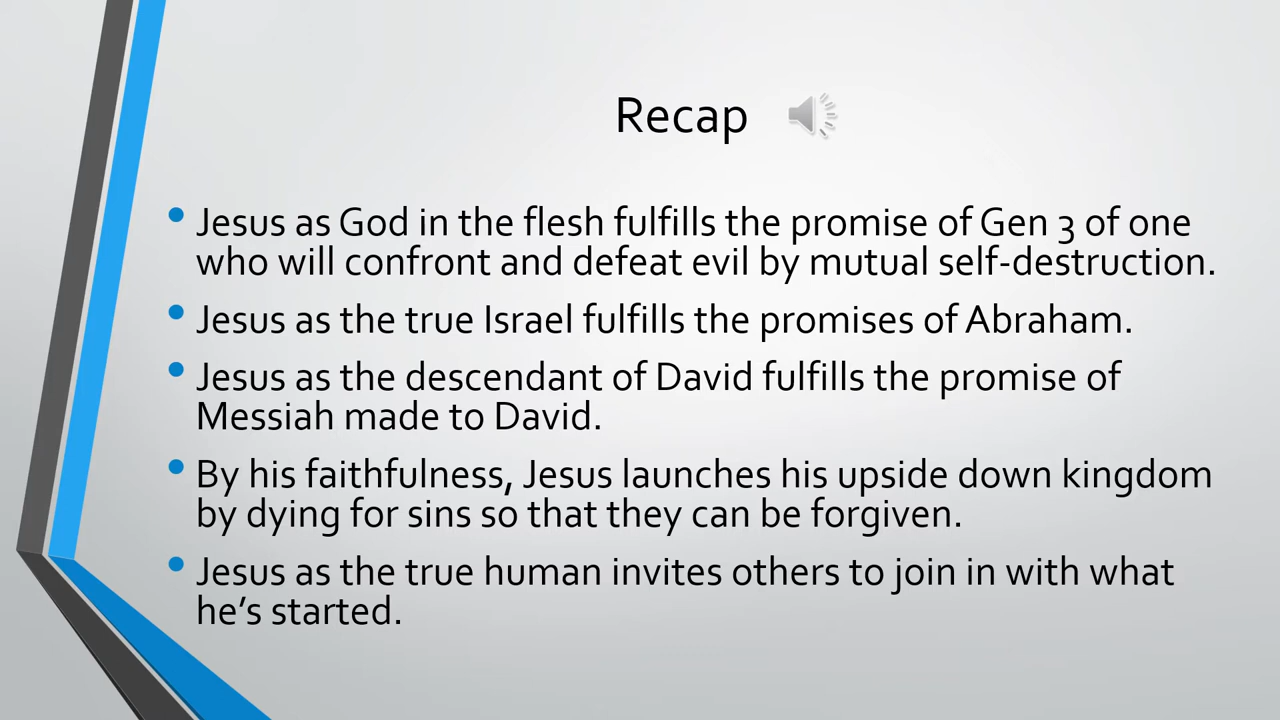 Recap
• Jesus as God in the flesh fulfills the promise of Gen 3 of one
who will confront and defeat evil by mutual self-destruction.
• Jesus as the true Israel fulfills the promises of Abraham.
• Jesus as the descendant of David fulfills the promise of
Messiah made to David.
• By his faithfulness, Jesus launches his upside down kingdom
by dying for sins so that they can be forgiven.
• Jesus as the true human invites others to join in with what
he’s started.